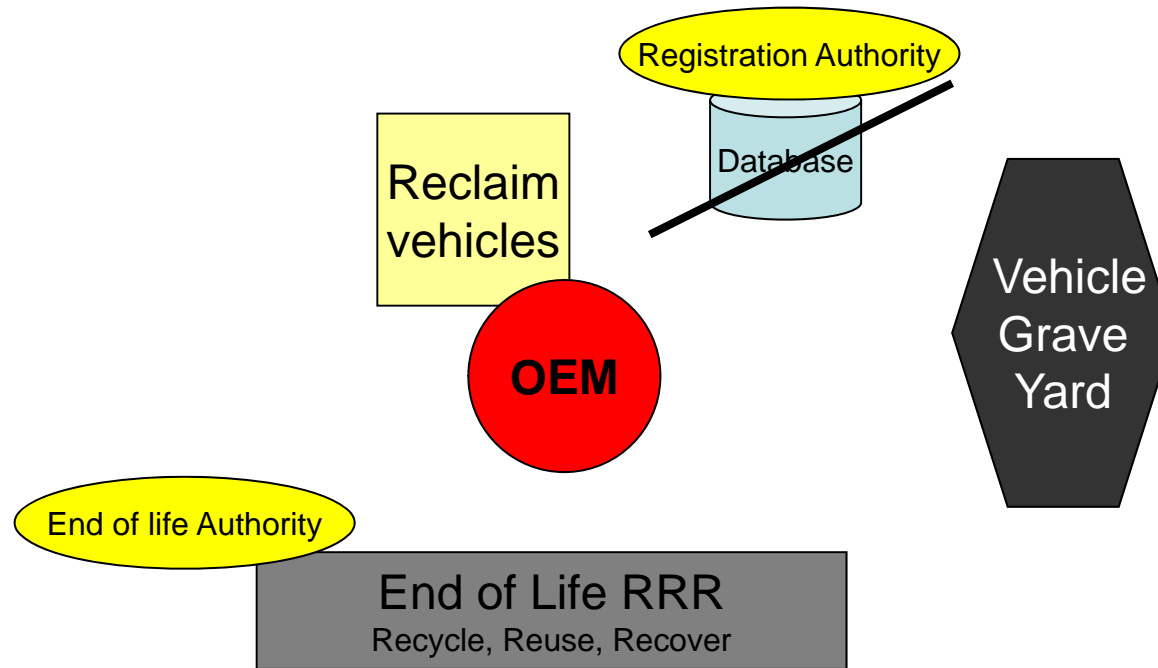 Registration Authority
Database
Reclaim
vehicles
Vehicle
Grave
Yard
OEM
End of life Authority
End of Life RRR
Recycle, Reuse, Recover